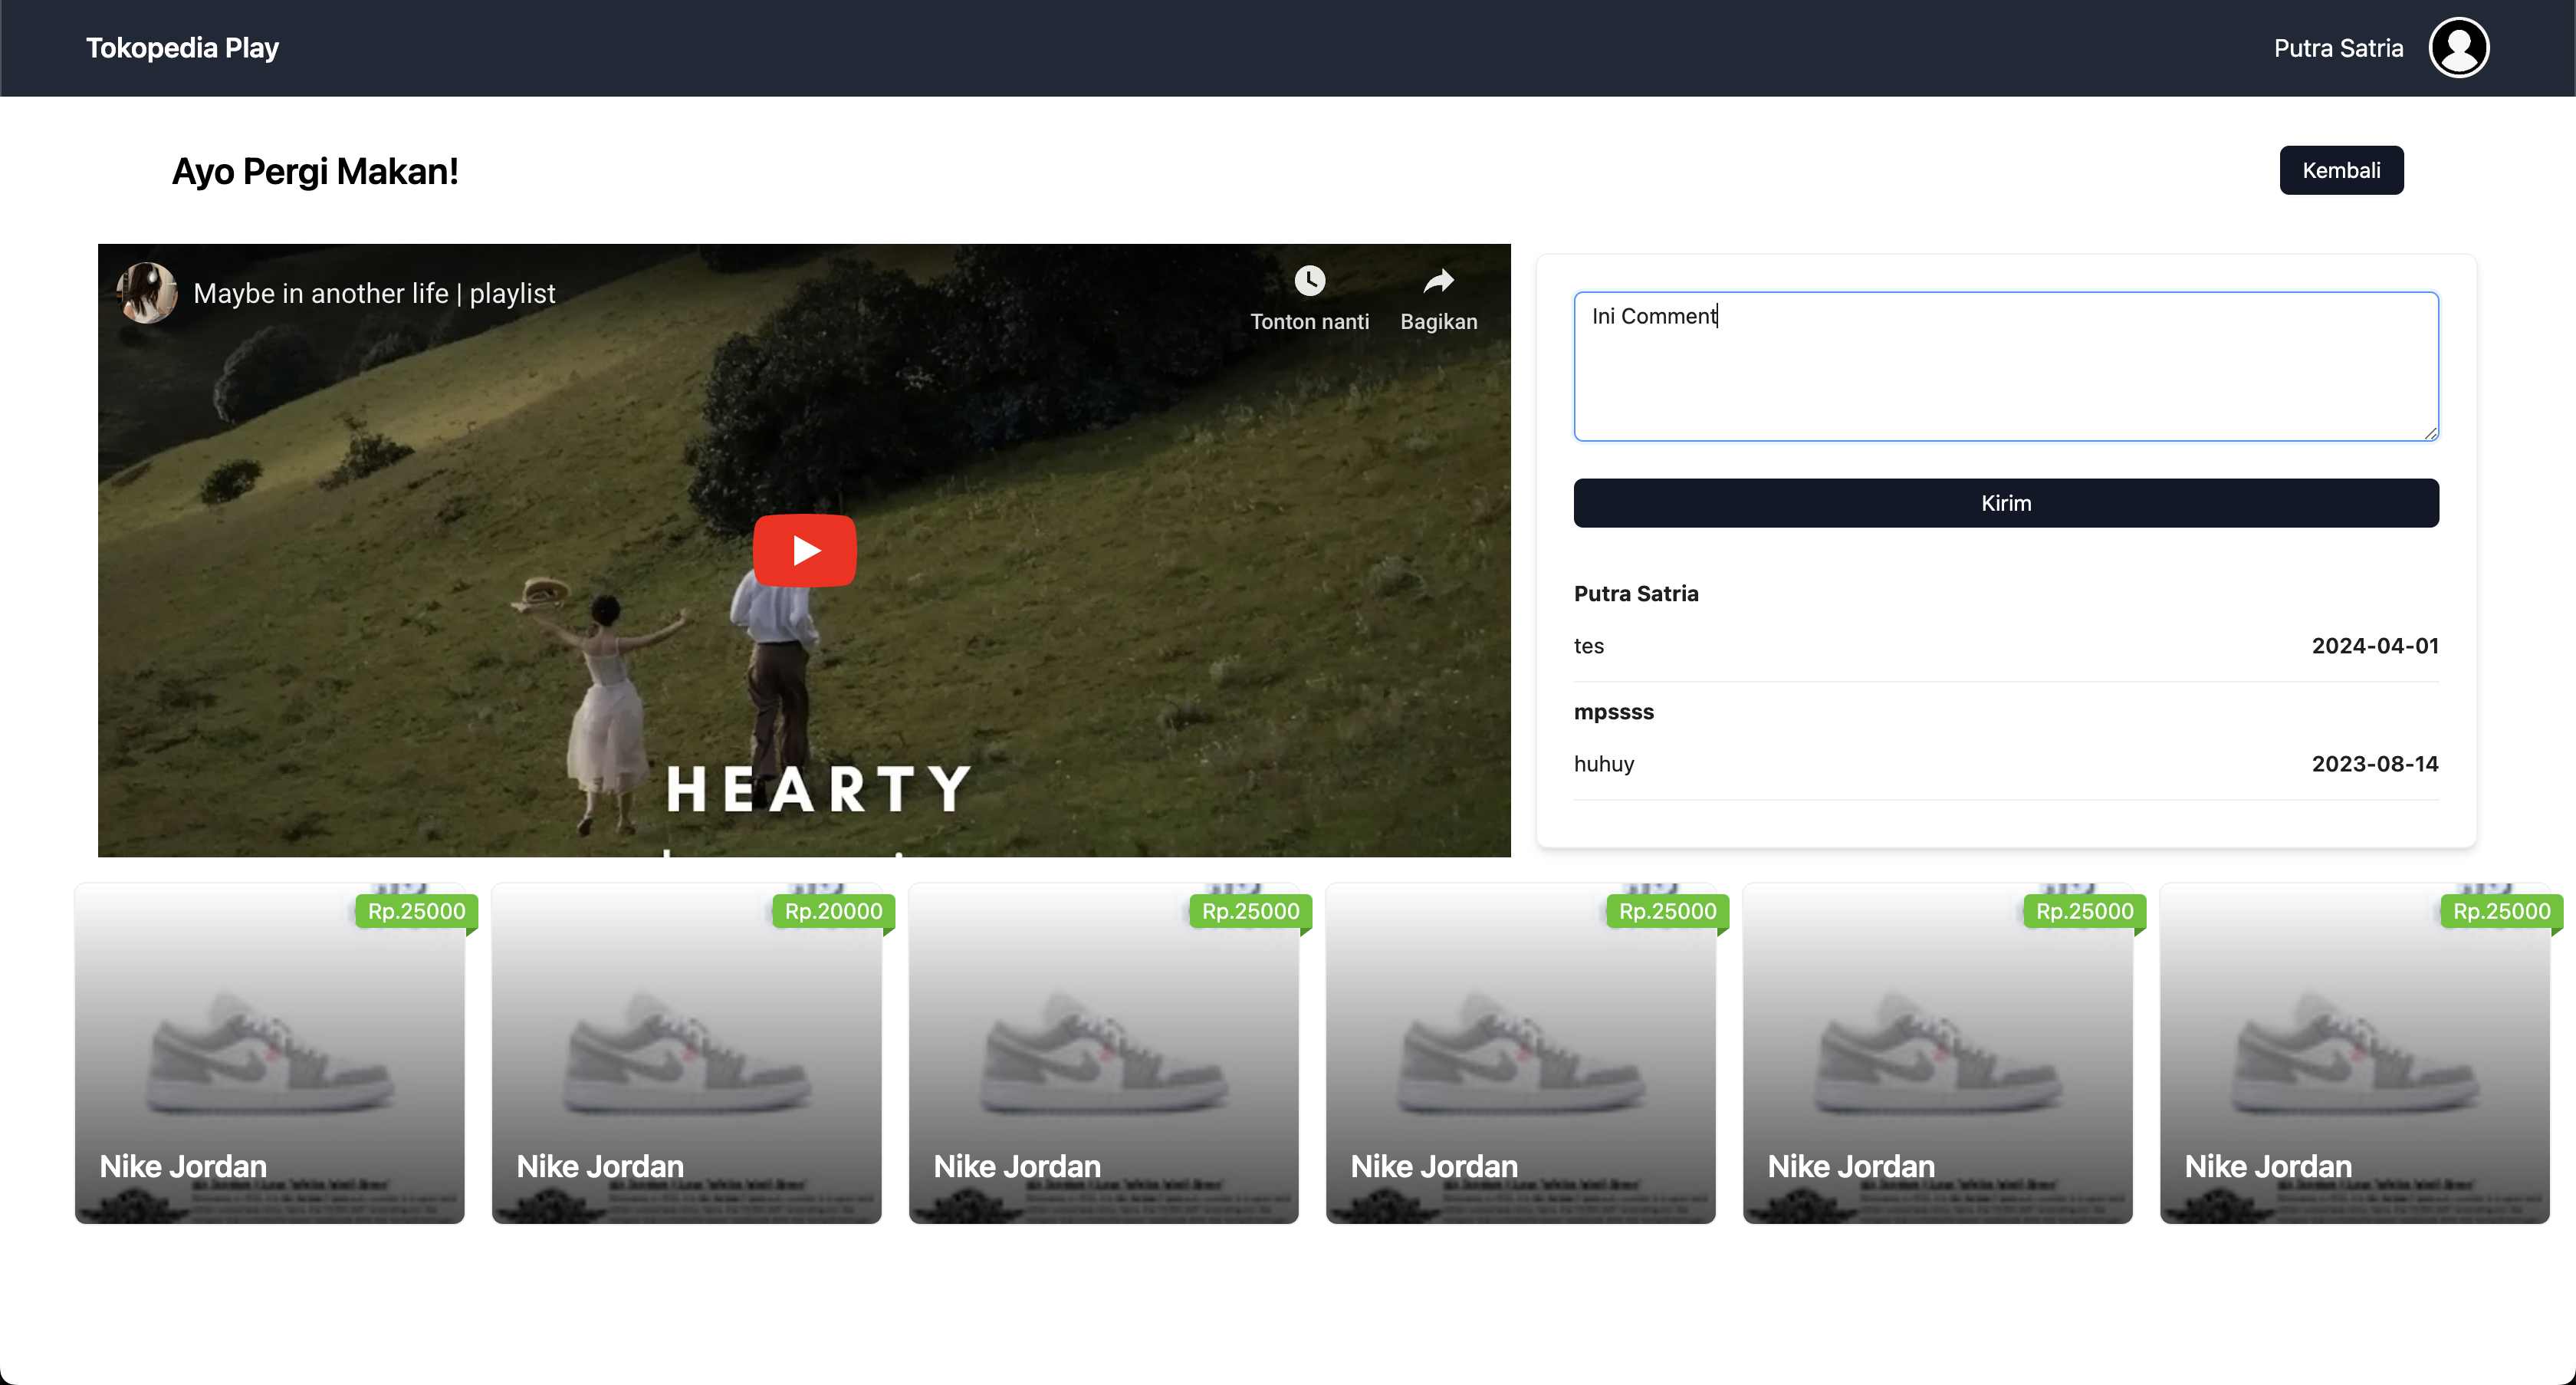 Tokopedia Play
Putra Satria
Ayo Pergi Makan!
Kembali
Maybe in another life | playlist
Tonton nanti
Bagikan
HEARTY
Ini Comment
Kirim
Putra Satria
tes
2024-04-01
mpssss
huhuy
2023-08-14
Rp.25000
Nike Jordan
Rp.20000
Nike Jordan
Rp.25000
Nike Jordan
Rp.25000
Nike Jordan
Rp.25000
Nike Jordan
Rp.25000
Nike Jordan